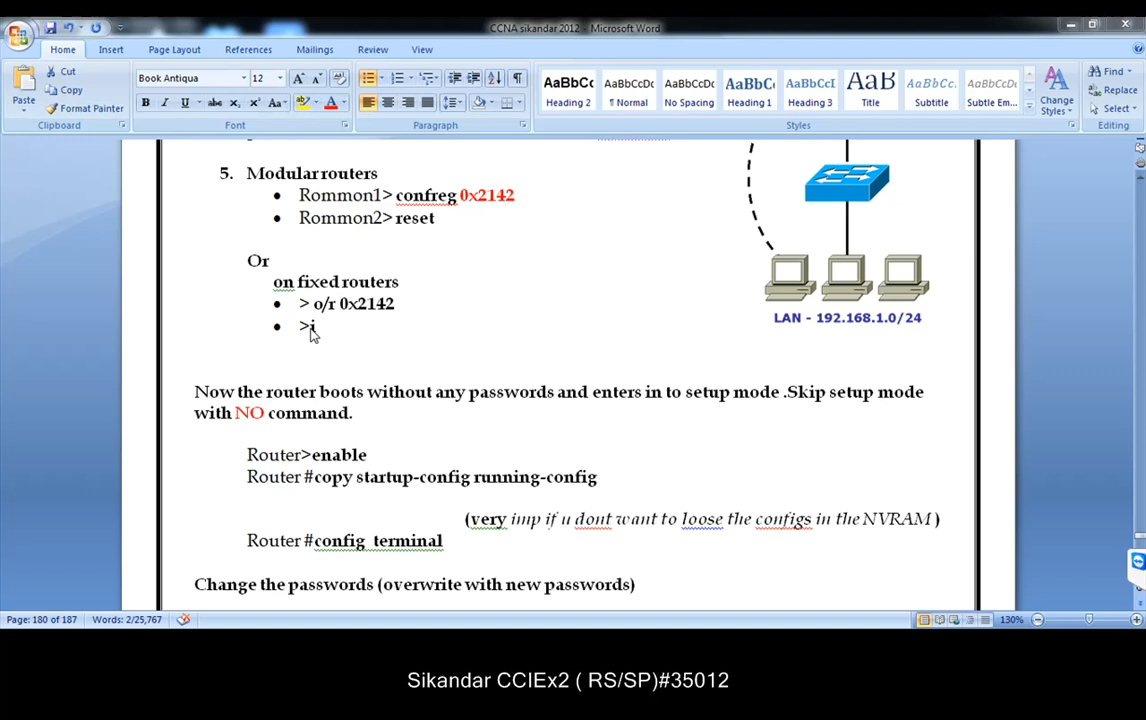 CCNA sikandar 2012 - Microsoft Word
Home Insert Page Layout References Mailings Review View
Paste
Cut
Copy
Format Painter
Clipboard
Book Antiqua 12
Font
Paragraph
AaBbCc AaBbCcDc AaBbCcDc AaBbCc AaBbCcI AaB AaBbCcL AaBbCcDc
Heading 2 ¶ Normal No Spacing Heading 1 Heading 3 Title Subtitle Subtle Em...
Styles
Change Styles
Find
Replace
Select
Editing
5. Modular routers
• Rommon1> confreg 0x2142
• Rommon2> reset
Or
on fixed routers
• > o/r 0x2142
• >i
LAN - 192.168.1.0/24
Now the router boots without any passwords and enters in to setup mode .Skip setup mode
with NO command.
Router>enable
Router #copy startup-config running-config
(very imp if u dont want to loose the configs in the NVRAM )
Router #config terminal
Change the passwords (overwrite with new passwords)
Page: 180 of 187 Words: 2/25,767 130%
Sikandar CCIEx2 ( RS/SP)#35012